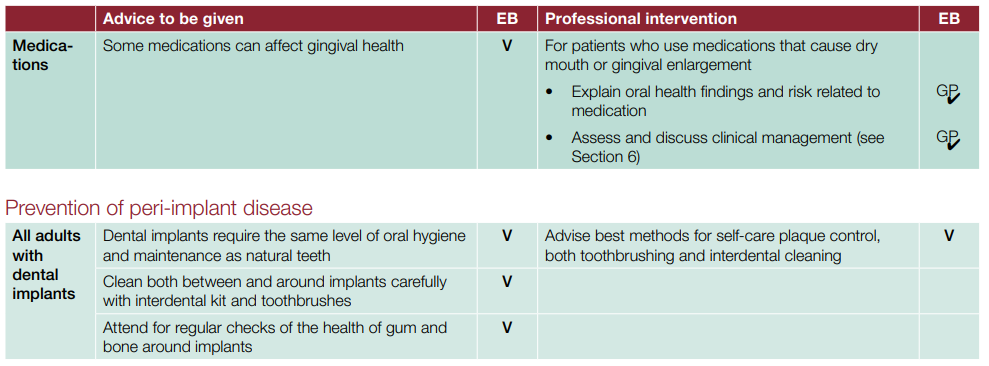 Advice to be given EB Professional intervention EB
Medica- Some medications can affect gingival health V For patients who use medications that cause dry
tions mouth or gingival enlargement
• Explain oral health findings and risk related to GP✔
medication
• Assess and discuss clinical management (see GP✔
Section 6)
Prevention of peri-implant disease
All adults Dental implants require the same level of oral hygiene V Advise best methods for self-care plaque control, V
with and maintenance as natural teeth both toothbrushing and interdental cleaning
dental Clean both between and around implants carefully V
implants with interdental kit and toothbrushes
Attend for regular checks of the health of gum and V
bone around implants